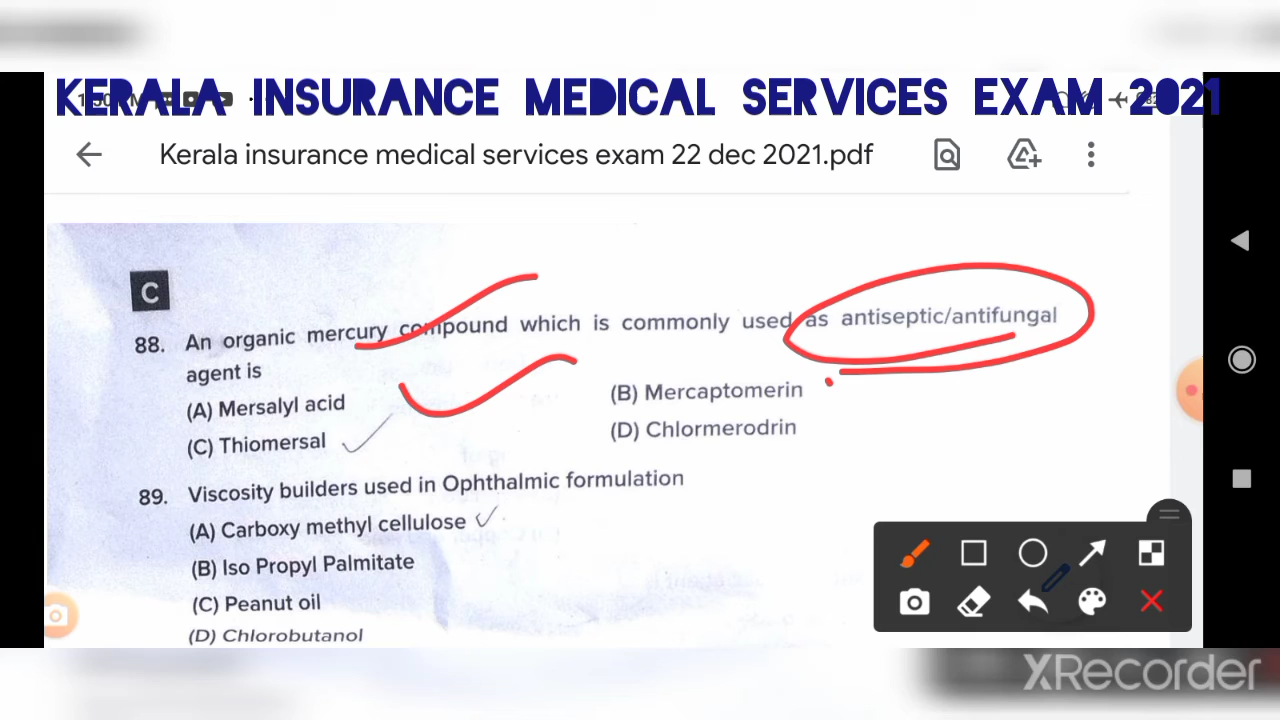 KERALA INSURANCE MEDICAL SERVICES EXAM 2021
Kerala insurance medical services exam 22 dec 2021.pdf
C
88. An organic mercury compound which is commonly used as antiseptic/antifungal
agent is
(A) Mersalyl acid (B) Mercaptomerin
(C) Thiomersal (D) Chlormerodrin
89. Viscosity builders used in Ophthalmic formulation
(A) Carboxy methyl cellulose
(B) Iso Propyl Palmitate
(C) Peanut oil
(D) Chlorobutanol
XRecorder